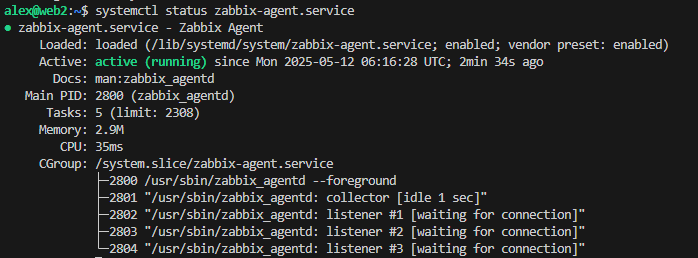 alex@web2:~$ systemctl status zabbix-agent.service
● zabbix-agent.service - Zabbix Agent
     Loaded: loaded (/lib/systemd/system/zabbix-agent.service; enabled; vendor preset: enabled)
     Active: active (running) since Mon 2025-05-12 06:16:28 UTC; 2min 34s ago
       Docs: man:zabbix_agentd
   Main PID: 2800 (zabbix_agentd)
      Tasks: 5 (limit: 2308)
     Memory: 2.9M
        CPU: 35ms
     CGroup: /system.slice/zabbix-agent.service
             ├─2800 /usr/sbin/zabbix_agentd --foreground
             ├─2801 "/usr/sbin/zabbix_agentd: collector [idle 1 sec]"
             ├─2802 "/usr/sbin/zabbix_agentd: listener #1 [waiting for connection]"
             ├─2803 "/usr/sbin/zabbix_agentd: listener #2 [waiting for connection]"
             └─2804 "/usr/sbin/zabbix_agentd: listener #3 [waiting for connection]"